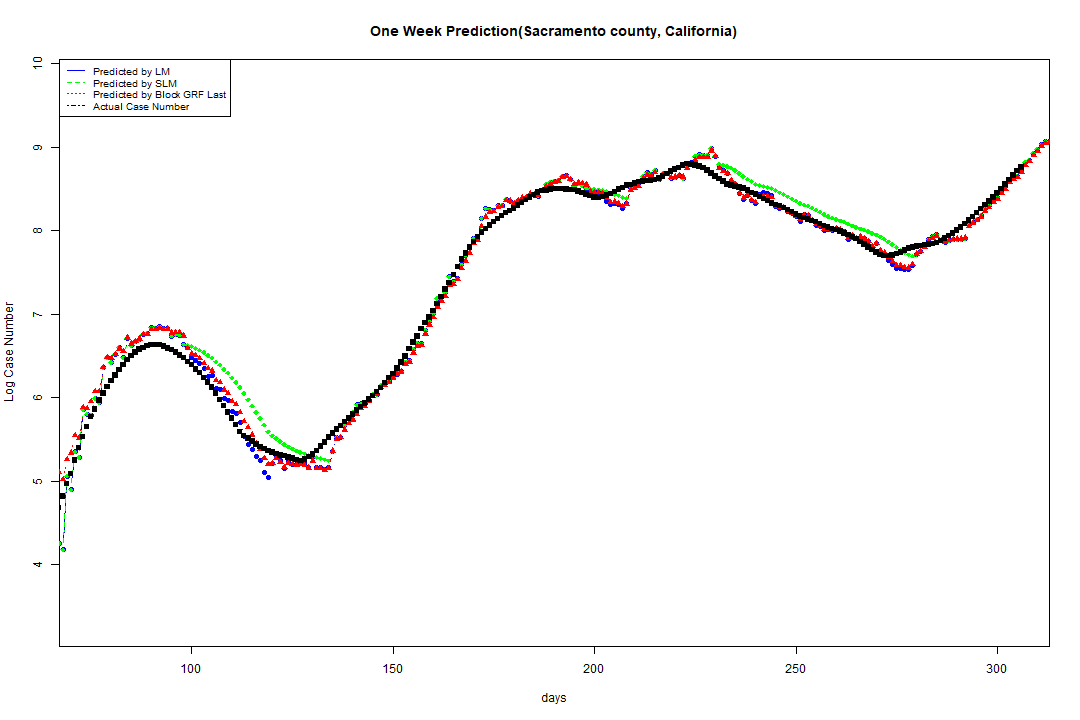 One Week Prediction(Sacramento county, California)
Predicted by LM
Predicted by SLM
Predicted by Block GRF Last
Actual Case Number
10
9
8
7
6
5
4
Log Case Number
100 150 200 250 300
days